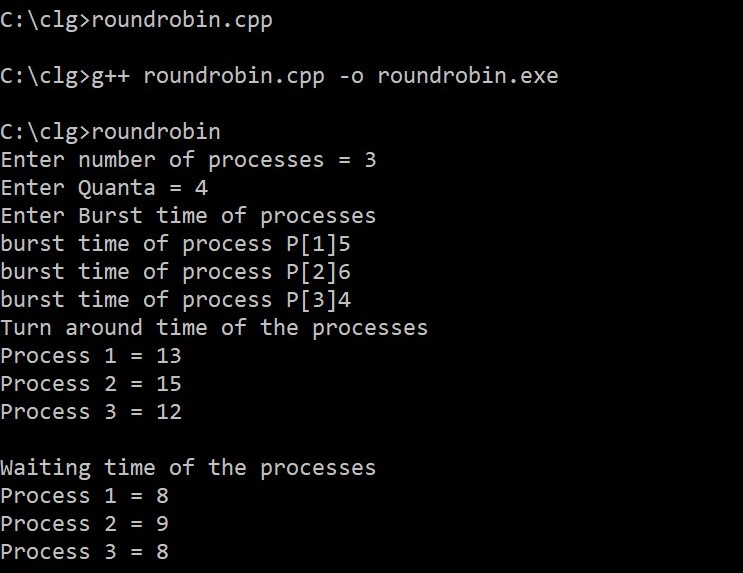 C:\clg>roundrobin.cpp
C:\clg>g++ roundrobin.cpp -o roundrobin.exe
C:\clg>roundrobin
Enter number of processes = 3
Enter Quanta = 4
Enter Burst time of processes
burst time of process P[1]5
burst time of process P[2]6
burst time of process P[3]4
Turn around time of the processes
Process 1 = 13
Process 2 = 15
Process 3 = 12
Waiting time of the processes
Process 1 = 8
Process 2 = 9
Process 3 = 8